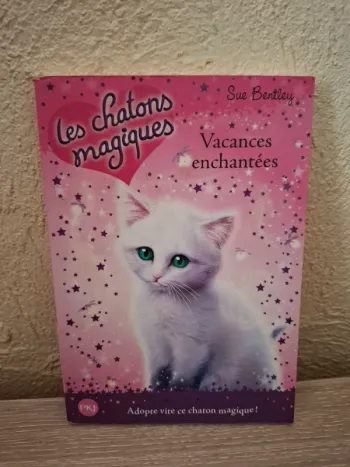 Les chatons
magiques
Sue Bentley
Vacances
enchantées
Adopte vite ce chaton magique !
PKJ